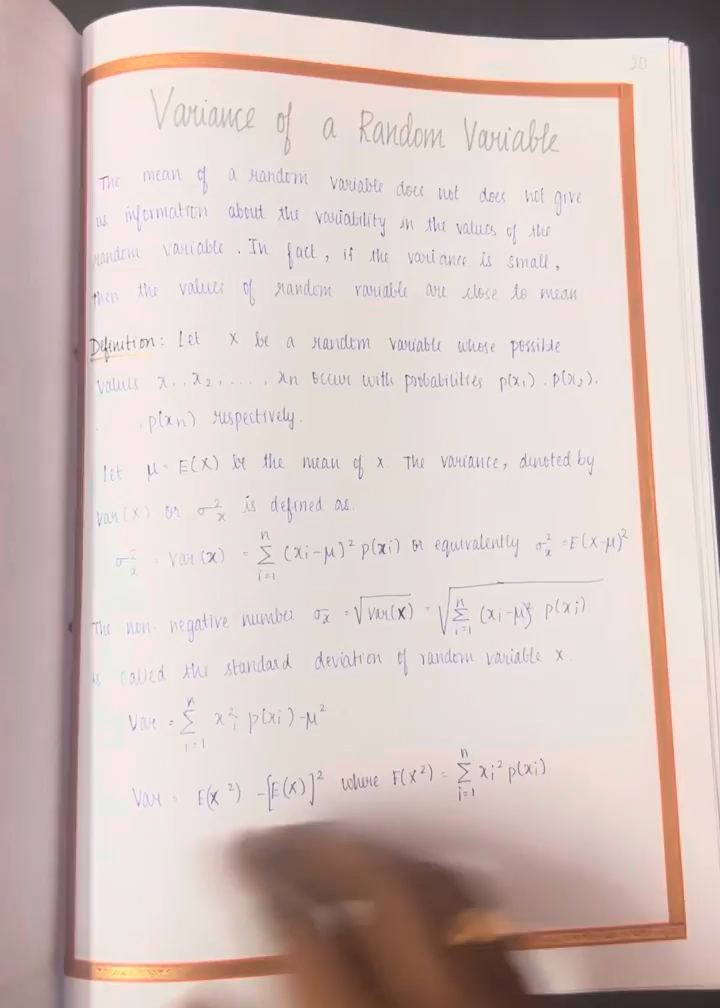 20
Variance of a Random Variable
The mean of a random variable does not does not give
us information about the variability in the values of the
random variable. In fact, if the variance is small,
then the values of random variable are close to mean
Definition: Let X be a random variable whose possible
values x₁, x₂, ..., xn occur with probabilities p(x₁), p(x₂),
..., p(xn) respectively.
Let μ = E(X) be the mean of x. The variance, denoted by
Var(X) or σ²ₓ is defined as.
σ²ₓ = Var(x) = Σⁿᵢ₌₁ (xi-μ)² p(xi) or equivalently σ²ₓ = E(x-μ)²
The non-negative number σₓ = √var(X) = √Σⁿᵢ₌₁ (xi-μ)² p(xi)
is called the standard deviation of random variable x.
Var = Σⁿᵢ₌₁ x²i p(xi) - μ²
Var = E(X²) - [E(X)]² where E(X²) = Σⁿᵢ₌₁ xi² p(xi)